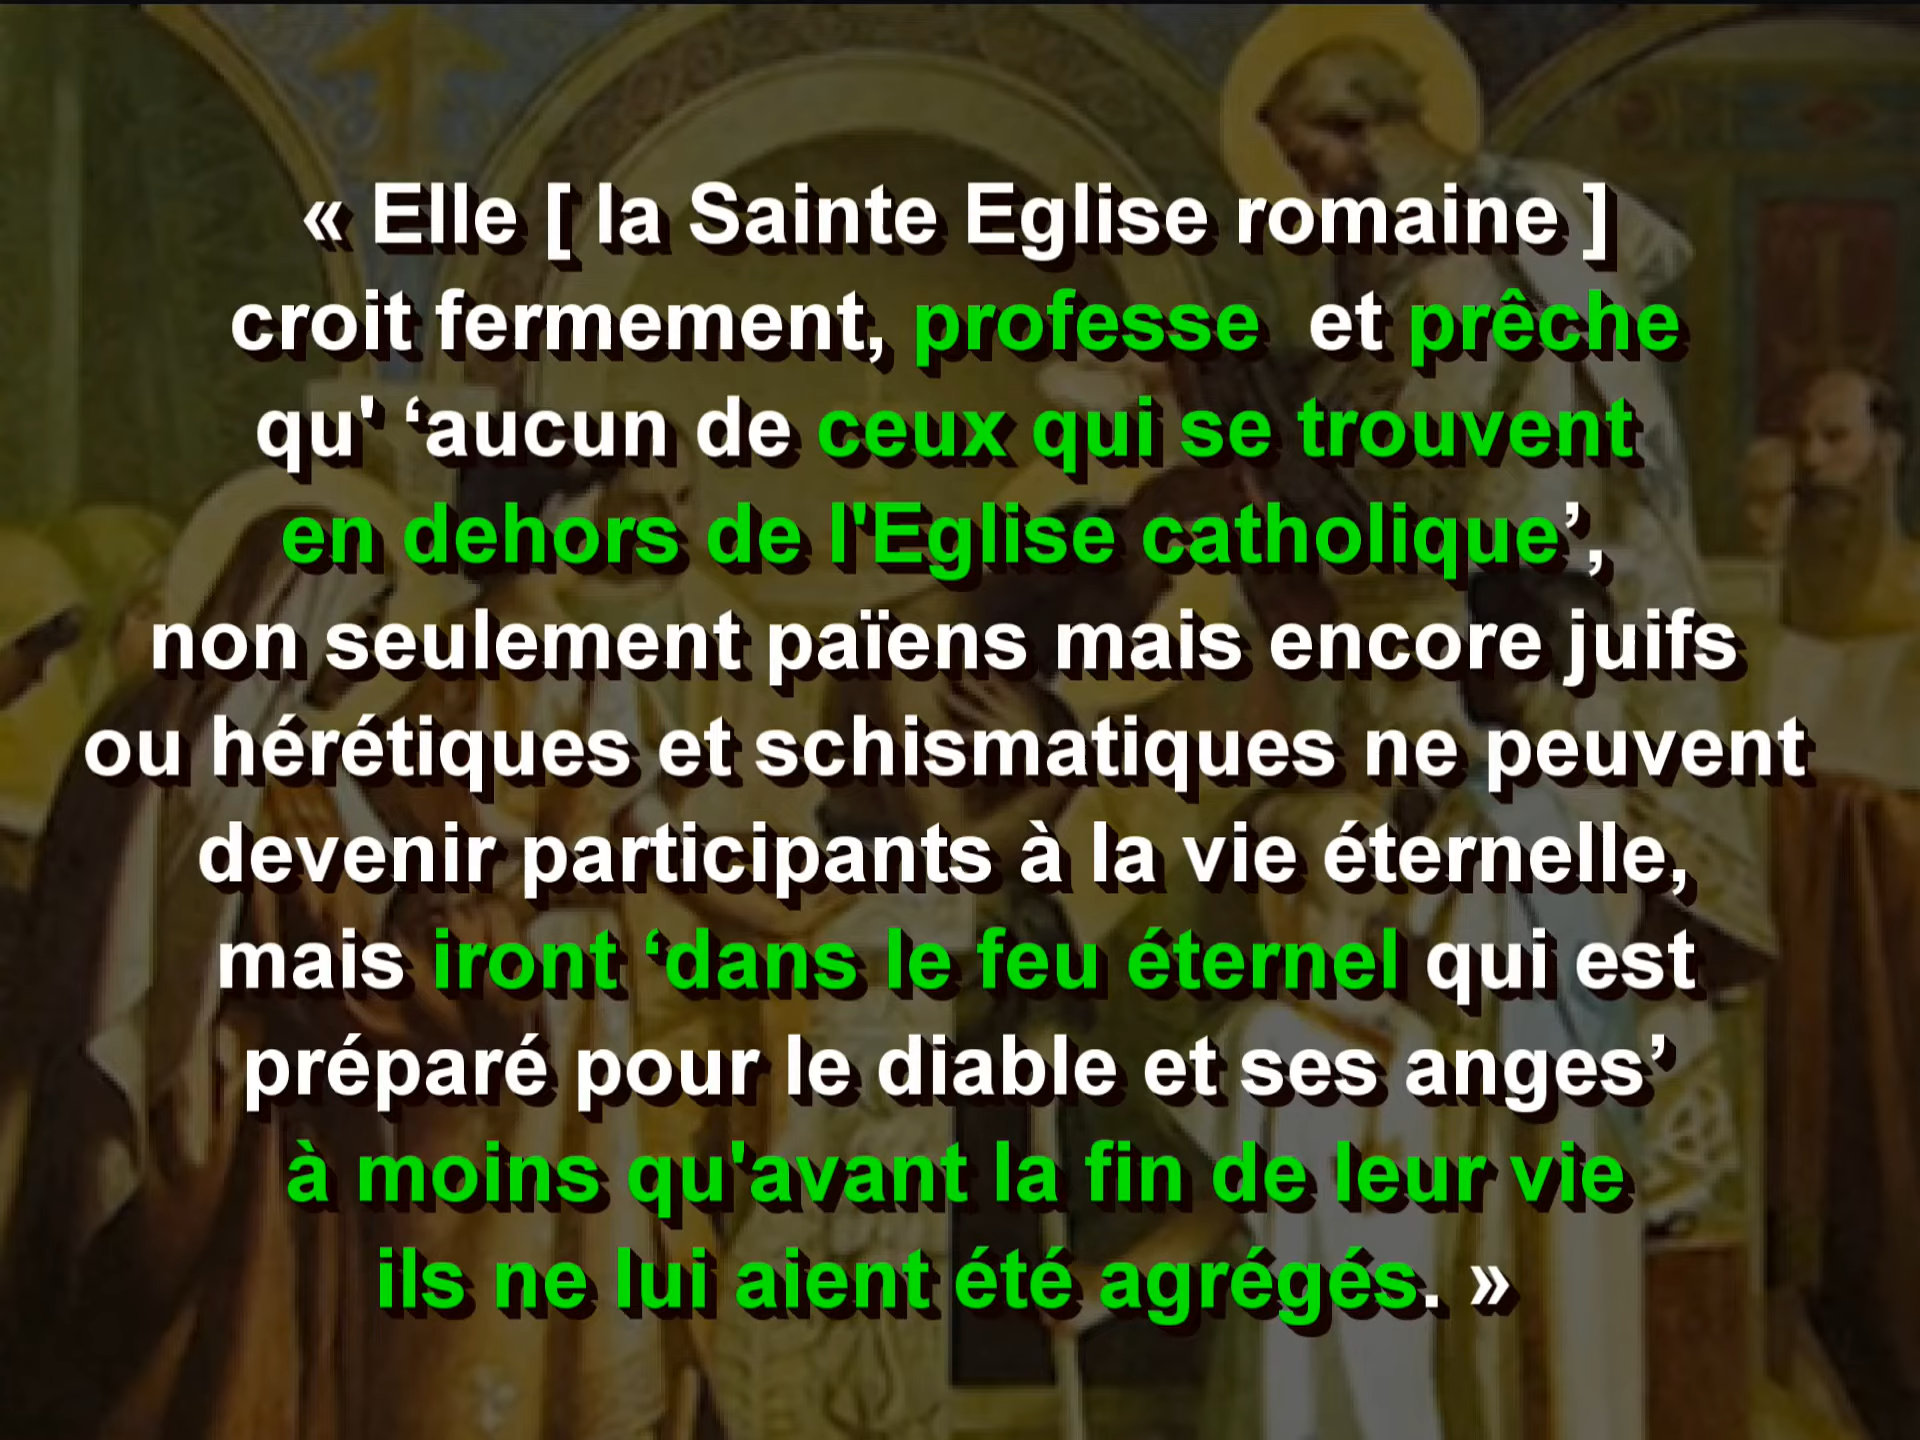 « Elle [ la Sainte Eglise romaine ]
croit fermement, professe  et prêche
qu' ‘aucun de ceux qui se trouvent
en dehors de l'Eglise catholique’,
non seulement païens mais encore juifs
ou hérétiques et schismatiques ne peuvent
devenir participants à la vie éternelle,
mais iront ‘dans le feu éternel qui est
préparé pour le diable et ses anges’
à moins qu'avant la fin de leur vie
ils ne lui aient été agrégés. »